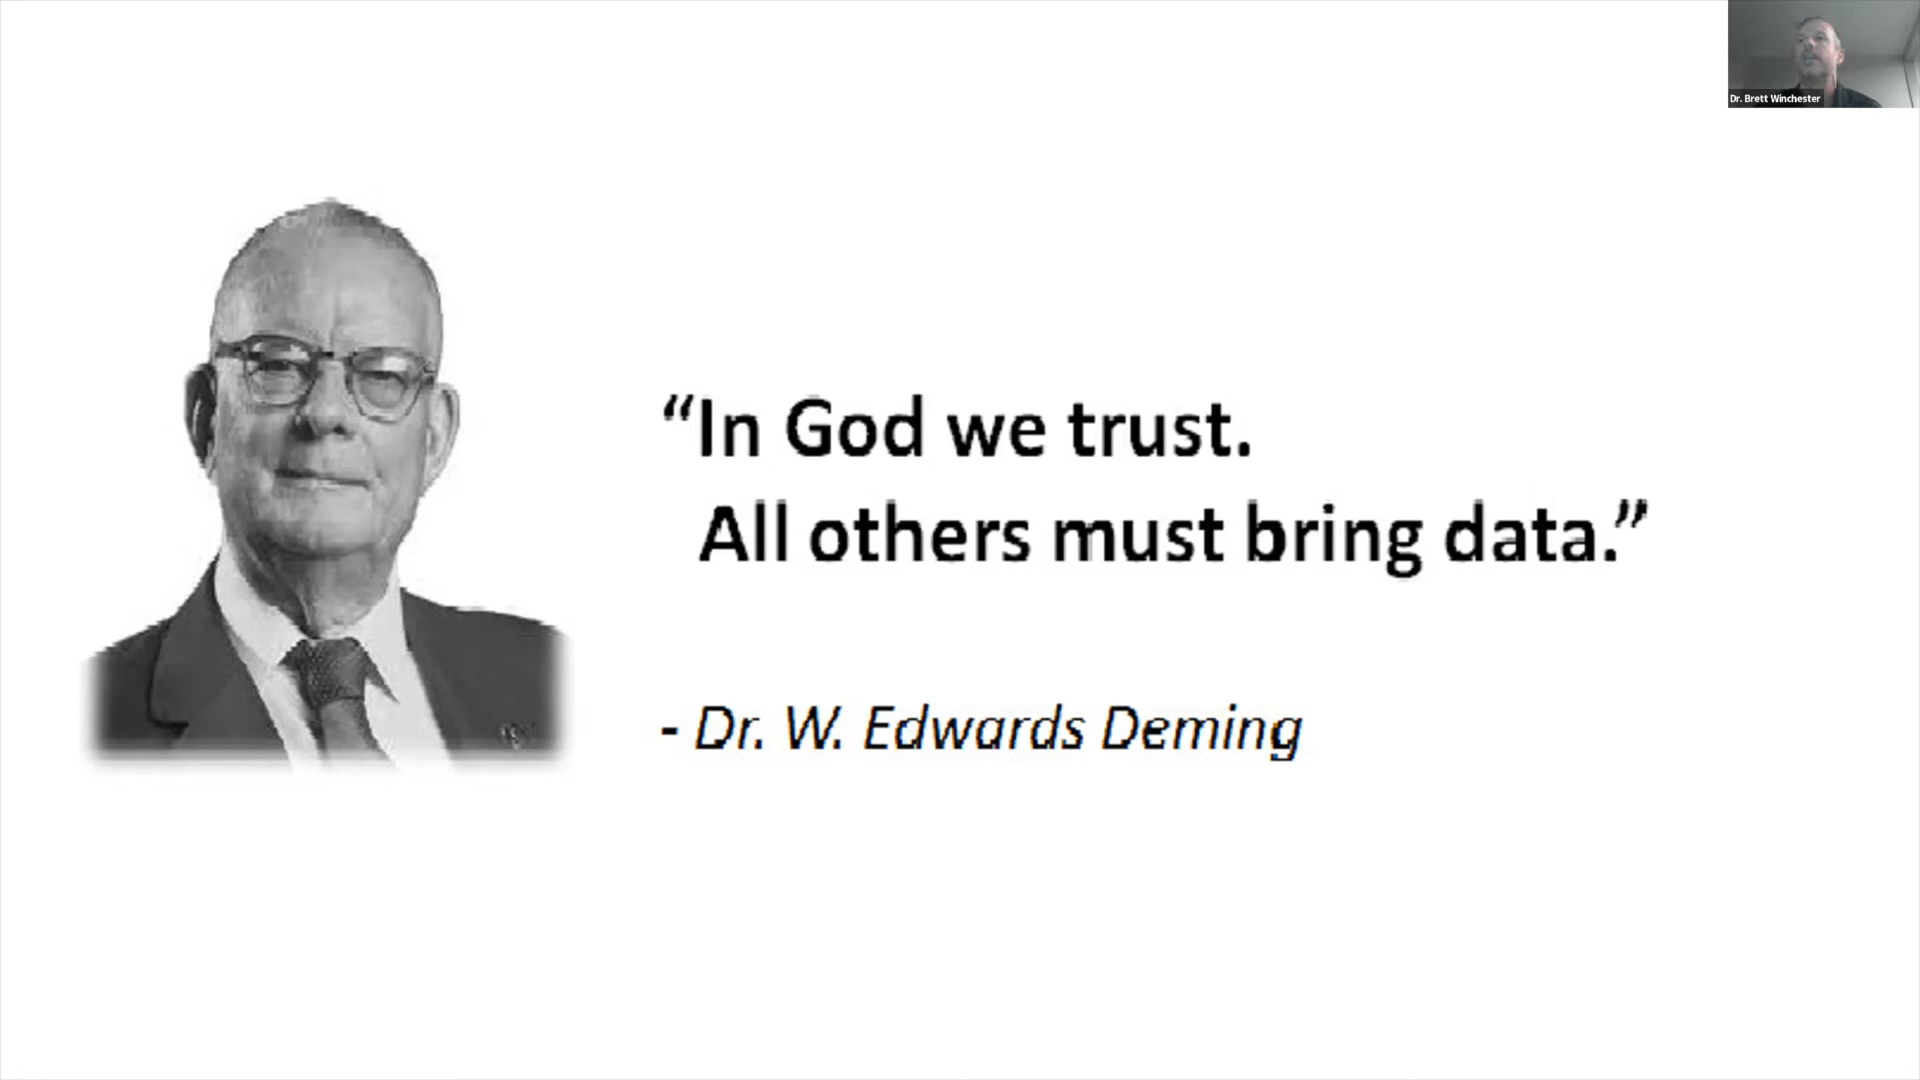 Dr. Brett Winchester
“In God we trust.
All others must bring data.”
- Dr. W. Edwards Deming